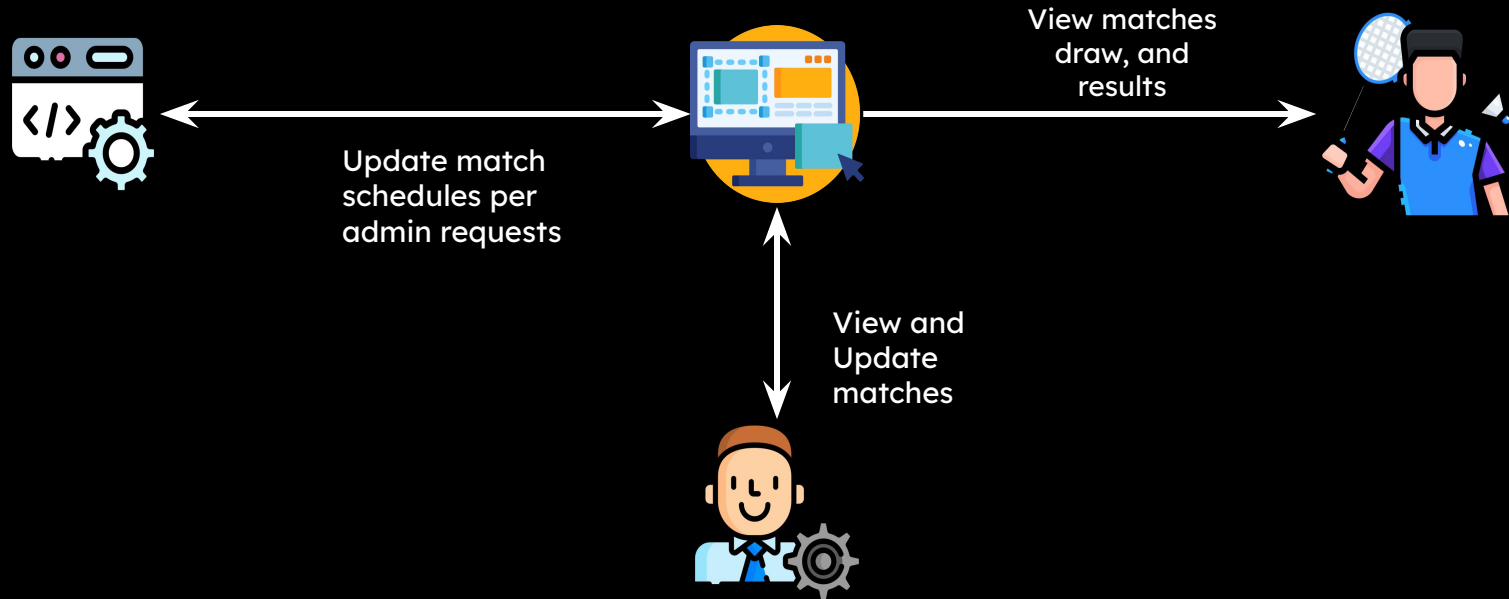 View matches
draw, and
results
</>
Update match
schedules per
admin requests
View and
Update
matches